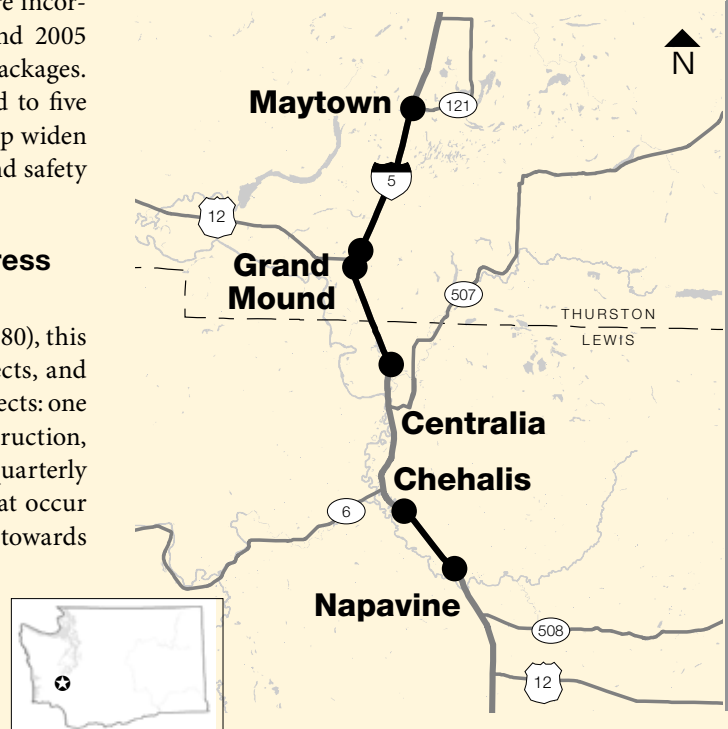 re incor-
nd 2005
ackages.
d to five
p widen
nd safety
ress
80), this
ects, and
ects: one
ruction,
quarterly
at occur
towards
N
Maytown
121
5
12
Grand
Mound
507
THURSTON
LEWIS
Centralia
Chehalis
6
Napavine
508
12